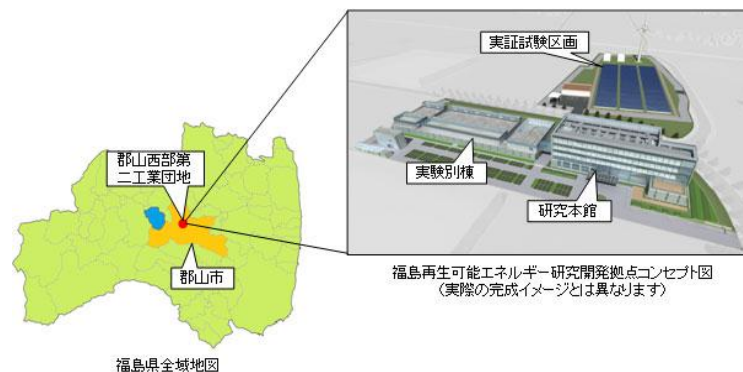 実証試験区画
実験別棟
研究本館
郡山西部第
二工業団地
郡山市
福島再生可能エネルギー研究開発拠点コンセプト図
(実際の完成イメージとは異なります)
福島県全域地図